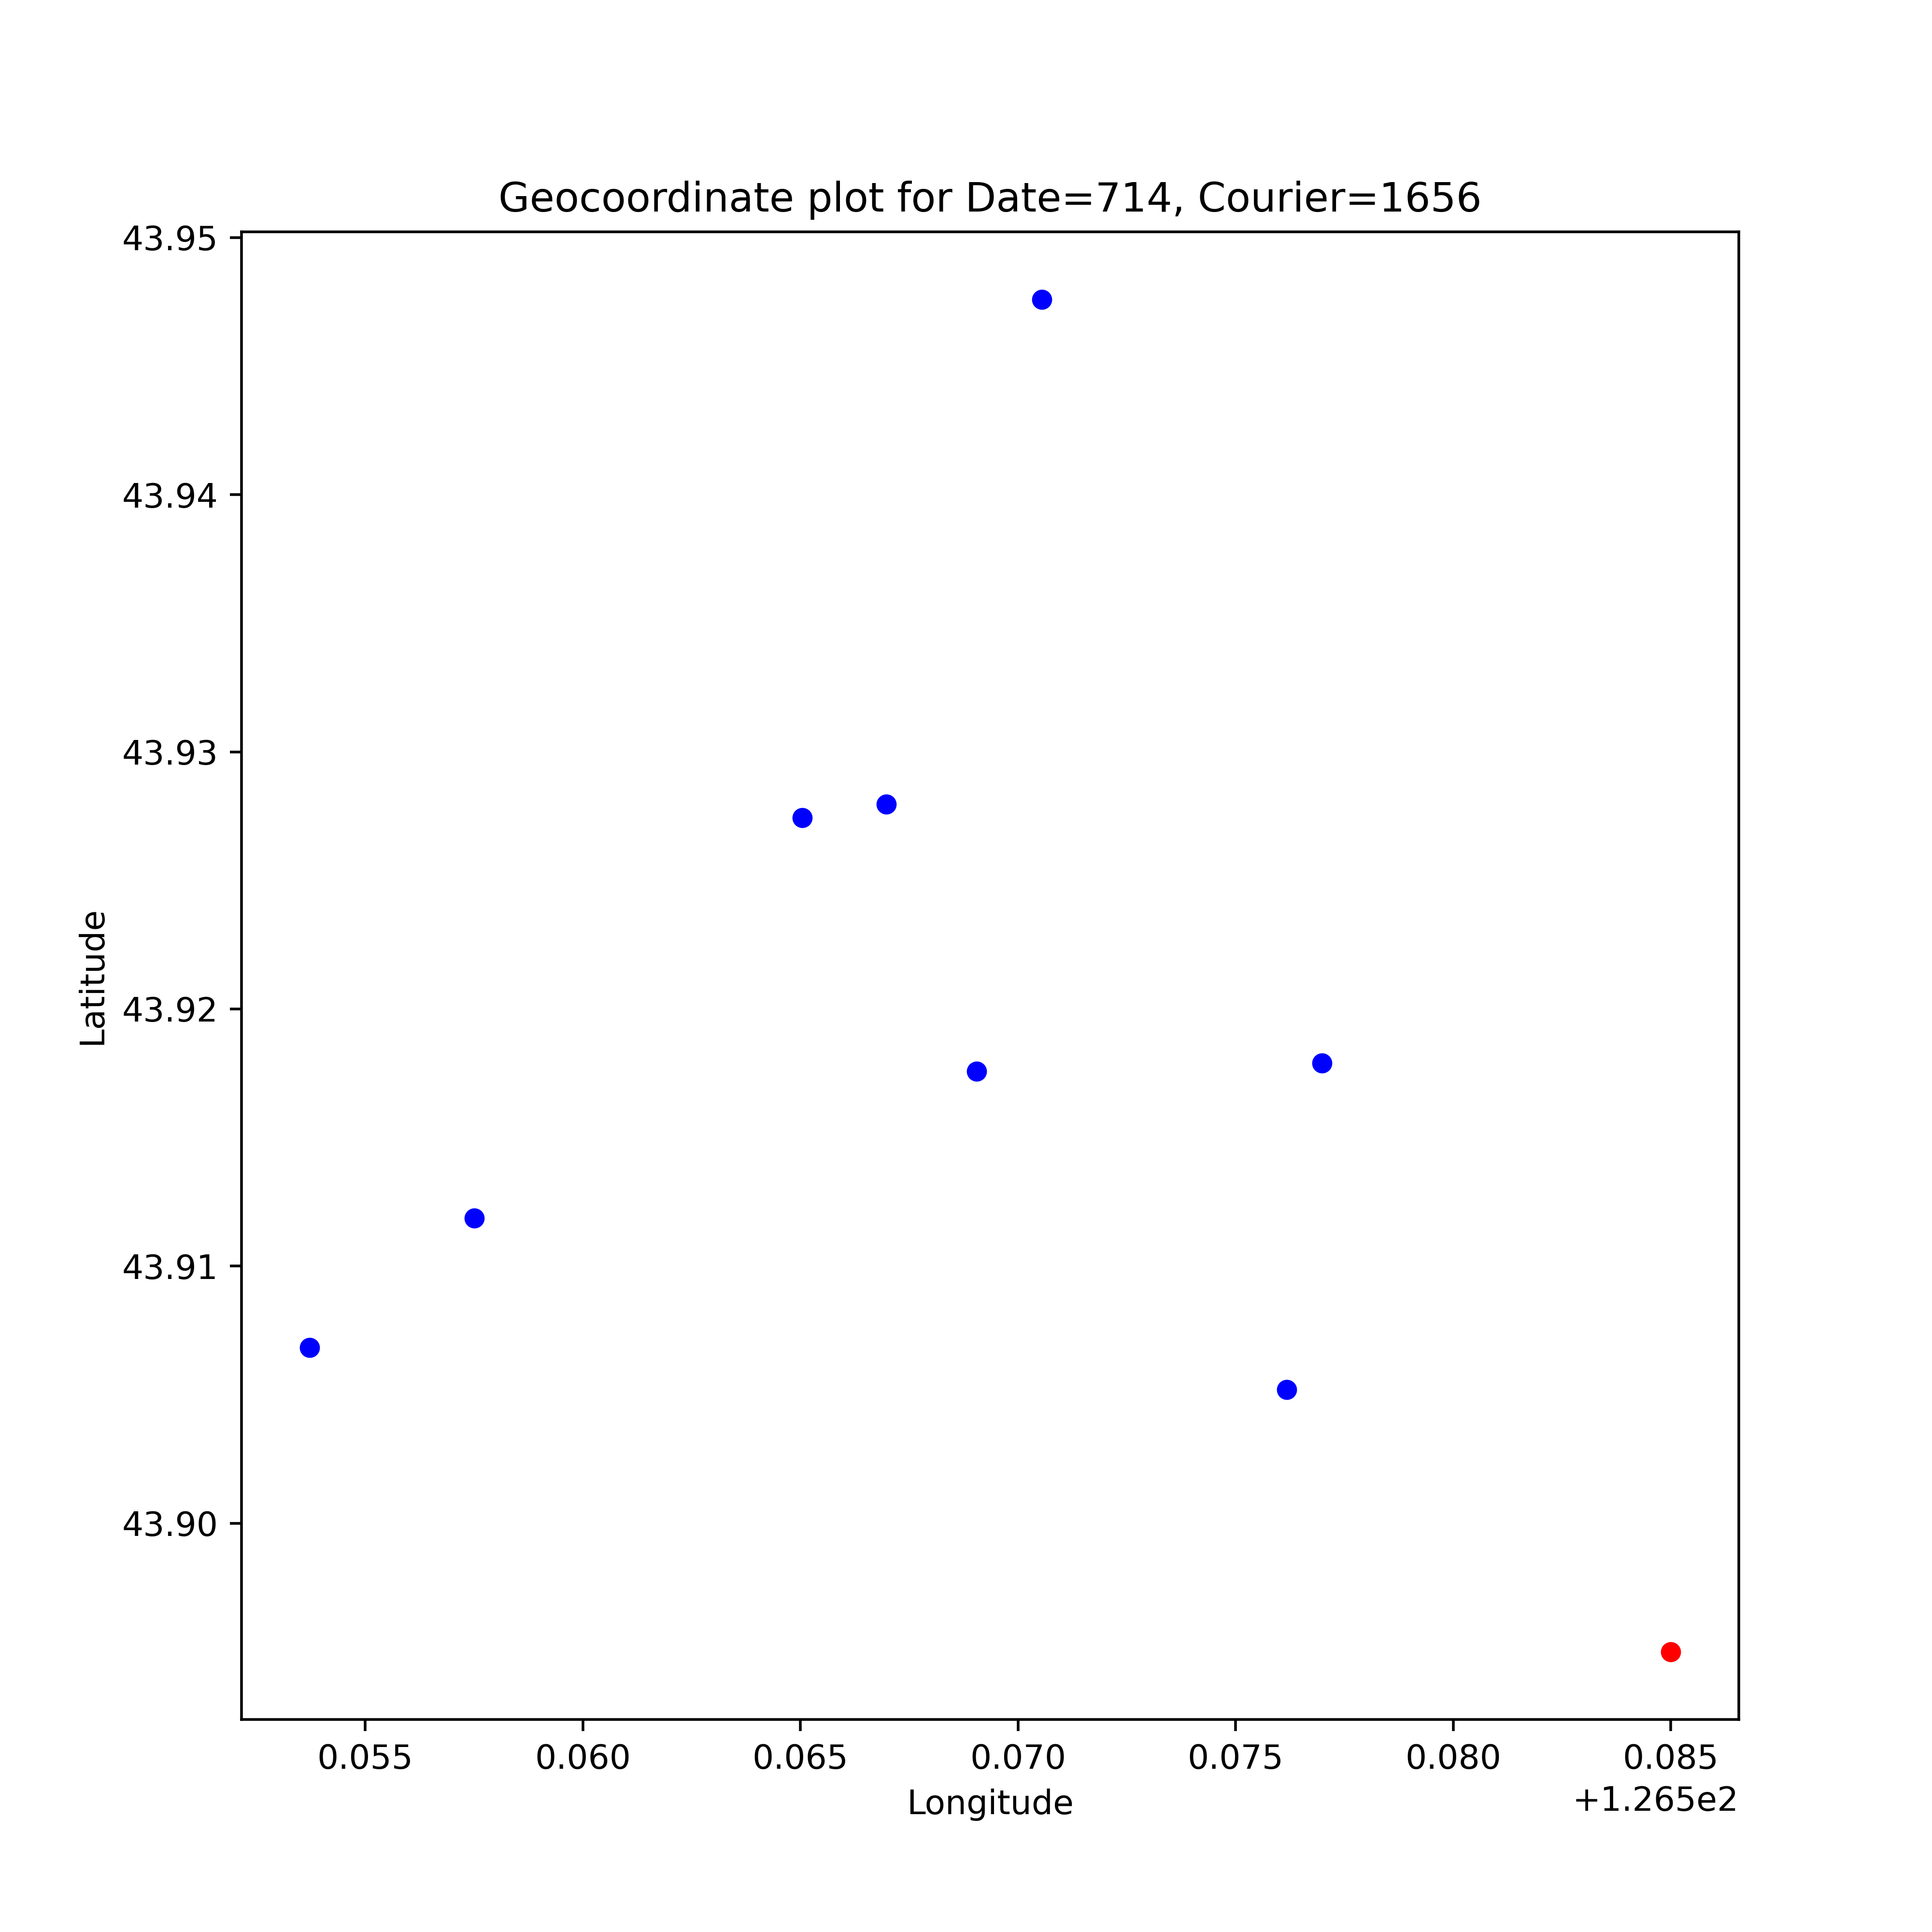 Geocoordinate plot for Date=714, Courier=1656
43.95
43.94
43.93
43.92
43.91
43.90
Latitude
0.055 0.060 0.065 0.070 0.075 0.080 0.085
Longitude
+1.265e2